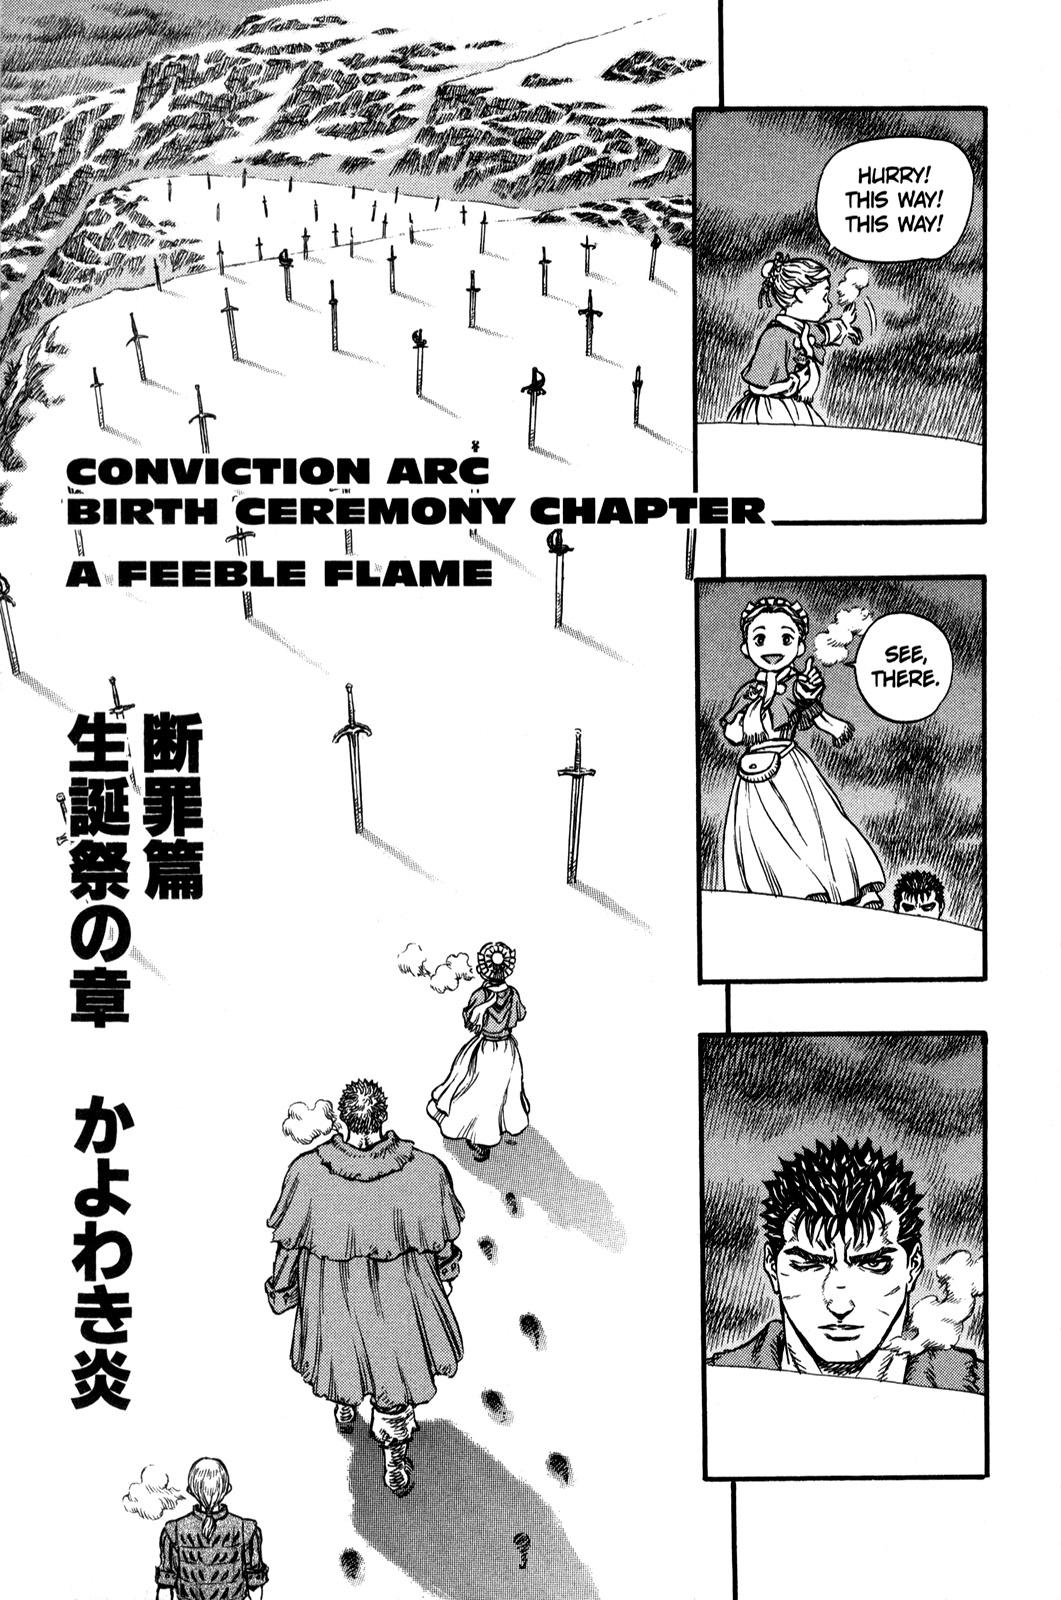 HURRY!
THIS WAY!
THIS WAY!
SEE,
THERE.
CONVICTION ARC
BIRTH CEREMONY CHAPTER
A FEEBLE FLAME
断罪篇
生誕祭の章 かよわき炎